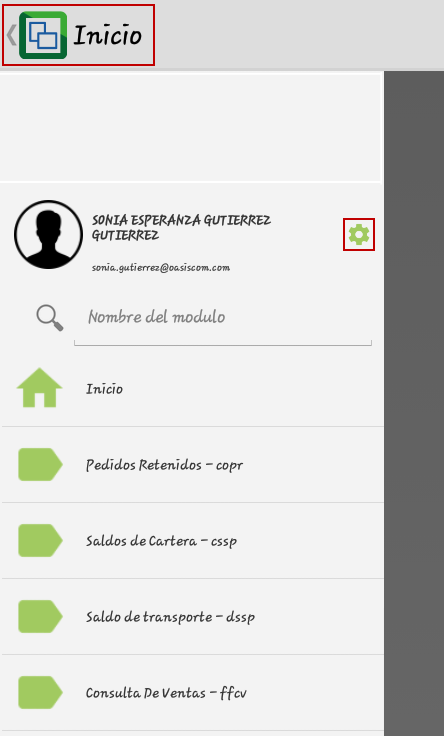 Inicio
SONIA ESPERANZA GUTIERREZ
GUTIERREZ
sonia.gutierrez@oasiscom.com
Nombre del modulo
Inicio
Pedidos Retenidos - copr
Saldos de Cartera - cssp
Saldo de transporte - dssp
Consulta De Ventas - ffcv